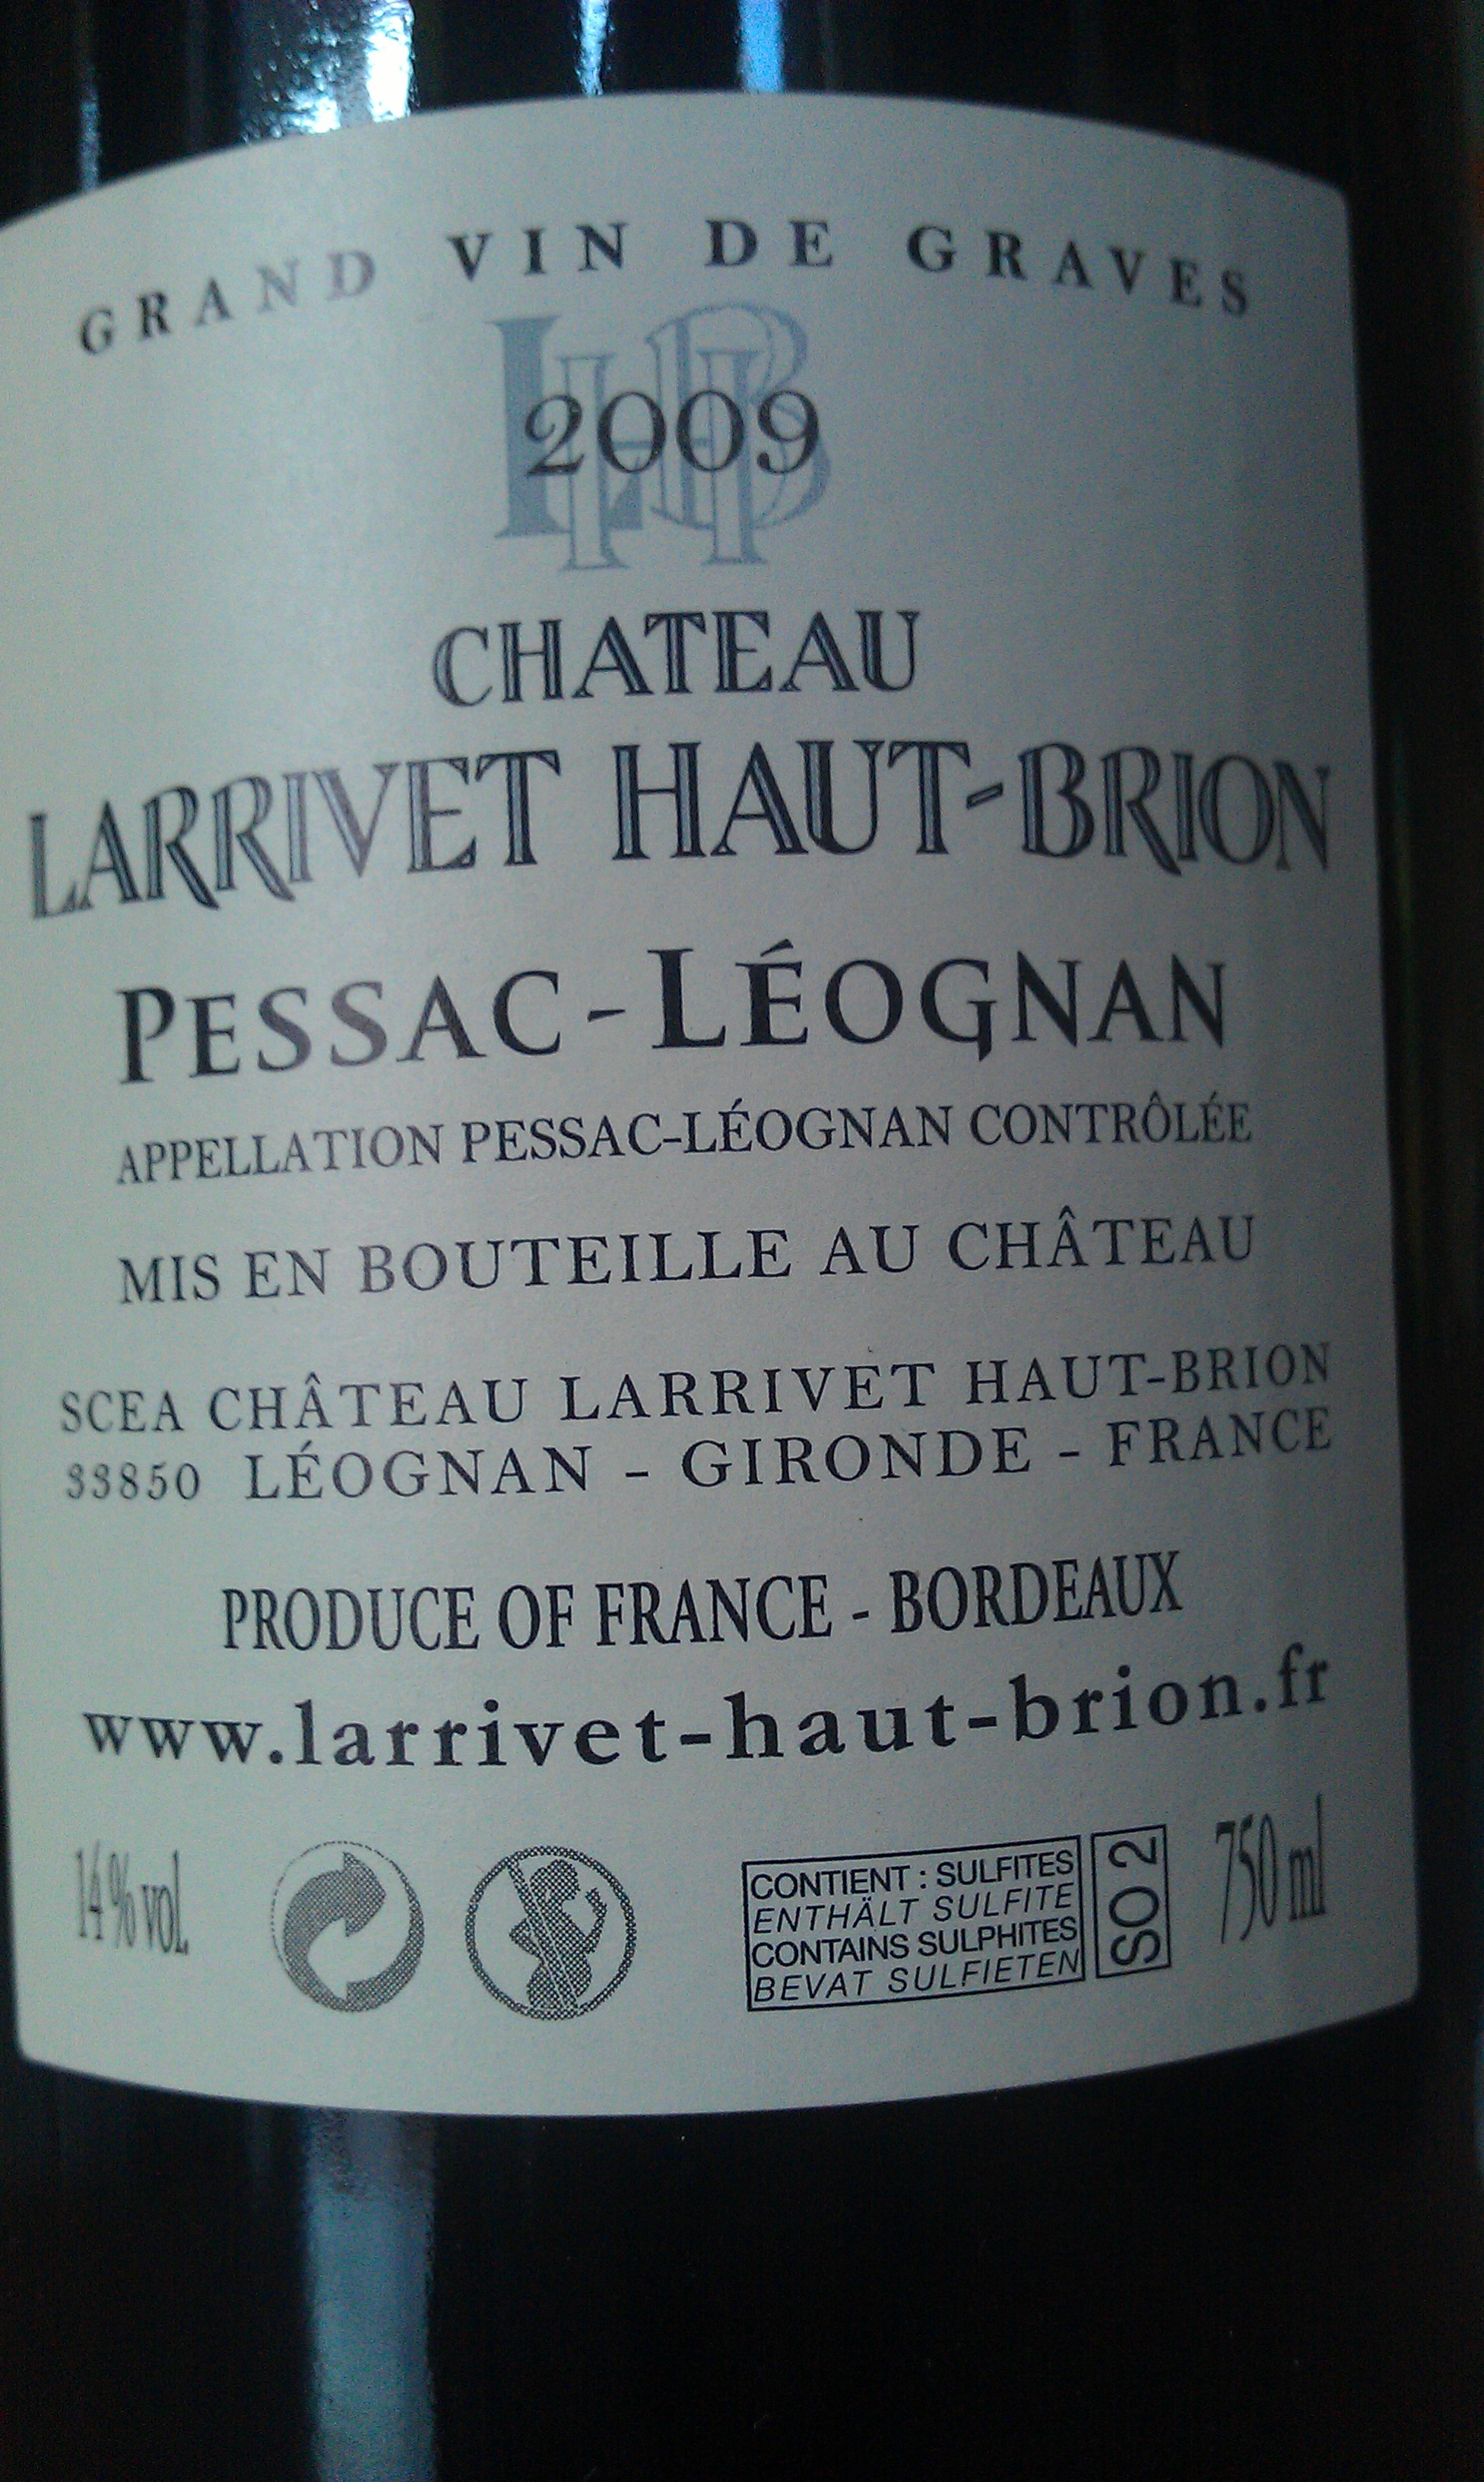 GRAND VIN DE GRAVES
LHB
2009
CHATEAU
LARRIVET HAUT-BRION
PESSAC-LÉOGNAN
APPELLATION PESSAC-LÉOGNAN CONTRÔLÉE
MIS EN BOUTEILLE AU CHÂTEAU
SCEA CHÂTEAU LARRIVET HAUT-BRION
33850 LÉOGNAN - GIRONDE - FRANCE
PRODUCE OF FRANCE - BORDEAUX
www.larrivet-haut-brion.fr
14% vol.
CONTIENT : SULFITES
ENTHÄLT SULFITE
CONTAINS SULPHITES
BEVAT SULFIETEN
SO2
750 ml